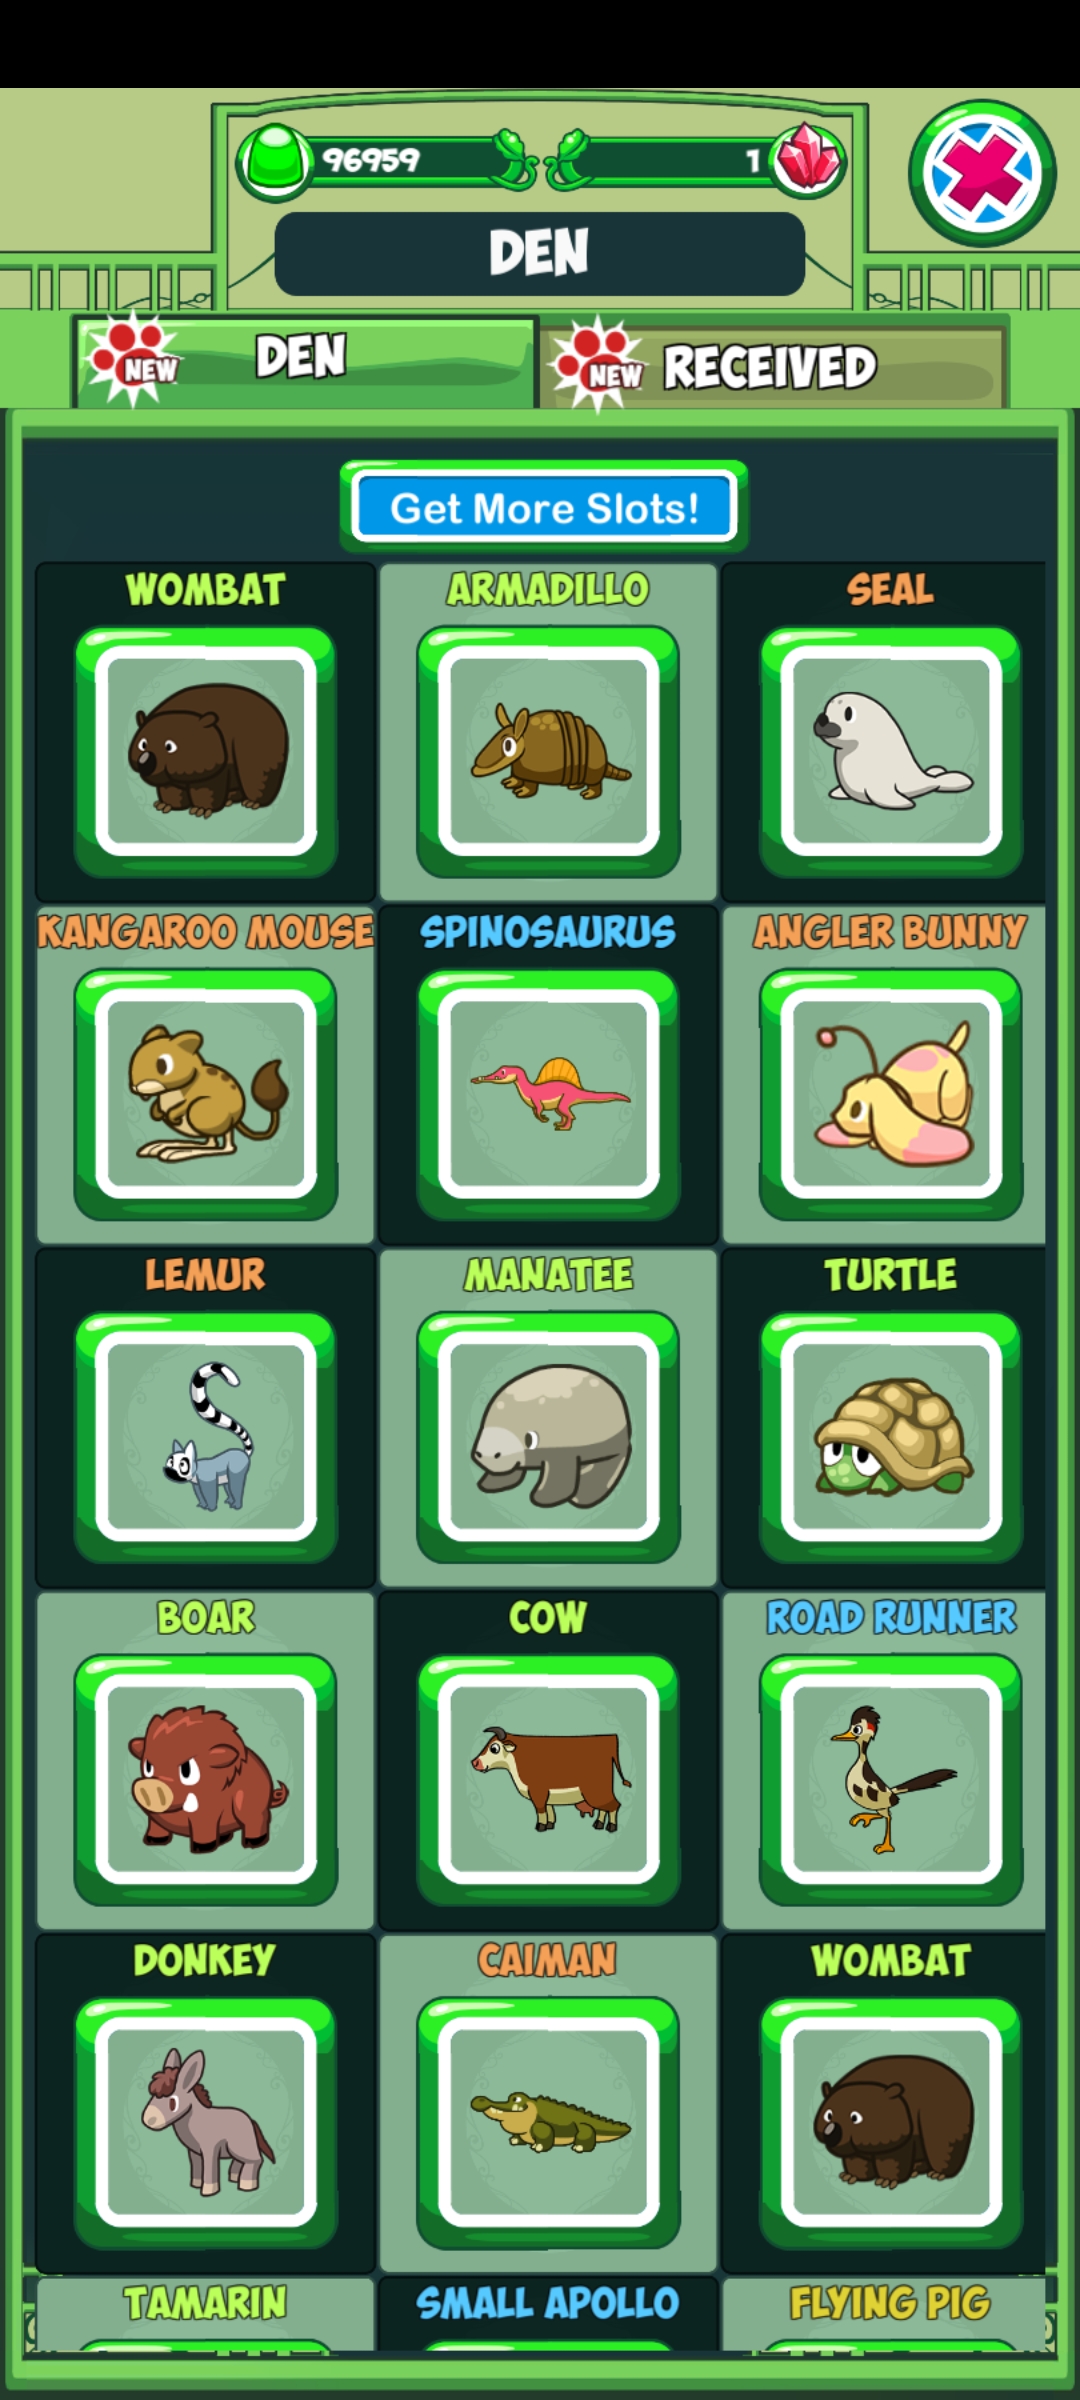 96959
1
DEN
NEW DEN
NEW RECEIVED
Get More Slots!
WOMBAT
ARMADILLO
SEAL
KANGAROO MOUSE
SPINOSAURUS
ANGLER BUNNY
LEMUR
MANATEE
TURTLE
BOAR
COW
ROAD RUNNER
DONKEY
CAIMAN
WOMBAT
TAMARIN
SMALL APOLLO
FLYING PIG